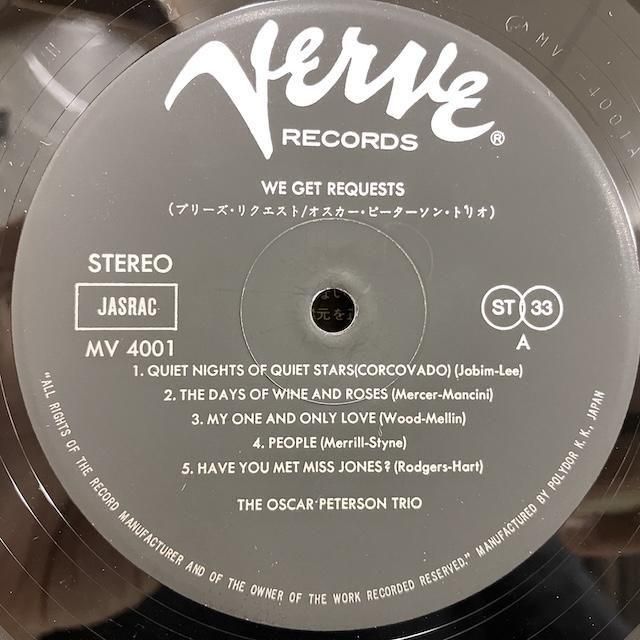 Verve
RECORDS ®
WE GET REQUESTS
(プリーズ・リクエスト/オスカー・ピーターソン・トリオ)
STEREO
JASRAC
MV 4001
ST 33
A
1. QUIET NIGHTS OF QUIET STARS(CORCOVADO) (Jobim-Lee)
2. THE DAYS OF WINE AND ROSES (Mercer-Mancini)
3. MY ONE AND ONLY LOVE (Wood-Mellin)
4. PEOPLE (Merrill-Styne)
5. HAVE YOU MET MISS JONES? (Rodgers-Hart)
THE OSCAR PETERSON TRIO
"ALL RIGHTS OF THE RECORD MANUFACTURER AND OF THE OWNER OF THE WORK RECORDED RESERVED." MANUFACTURED BY POLYDOR K.K., JAPAN
MV-4001A